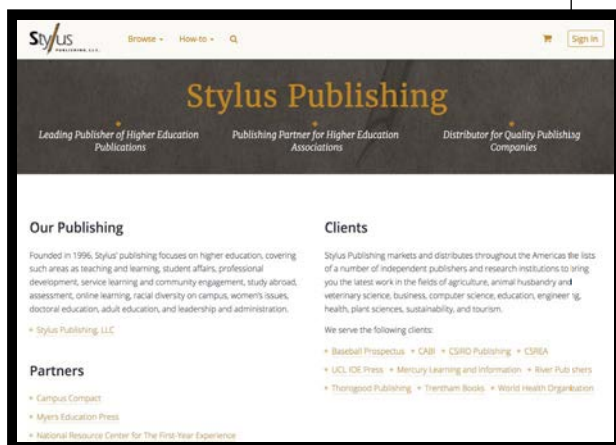 Stylus
PUBLISHING, LLC.
Browse
How-to
Sign In
Stylus Publishing
Leading Publisher of Higher Education
Publications
Publishing Partner for Higher Education
Associations
Distributor for Quality Publishing
Companies
Our Publishing
Founded in 1996, Stylus' publishing focuses on higher education, covering
such areas as teaching and learning, student affairs, professional
development, service learning and community engagement, study abroad,
assessment, online learning, racial diversity on campus, women's issues,
doctoral education, adult education, and leadership and administration.
+ Stylus Publishing, LLC
Partners
+ Campus Compact
+ Myers Education Press
+ National Resource Center for The First-Year Experience
Clients
Stylus Publishing markets and distributes throughout the Americas the lists
of a number of independent publishers and research institutions to bring
you the latest work in the fields of agriculture, animal husbandry and
veterinary science, business, computer science, education, engineering,
health, plant sciences, sustainability, and tourism.
We serve the following clients:
+ Baseball Prospectus + CABI + CSIRO Publishing + CSREA
+ UCL IOE Press + Mercury Learning and Information + River Publishers
+ Thorogood Publishing + Trentham Books + World Health Organization